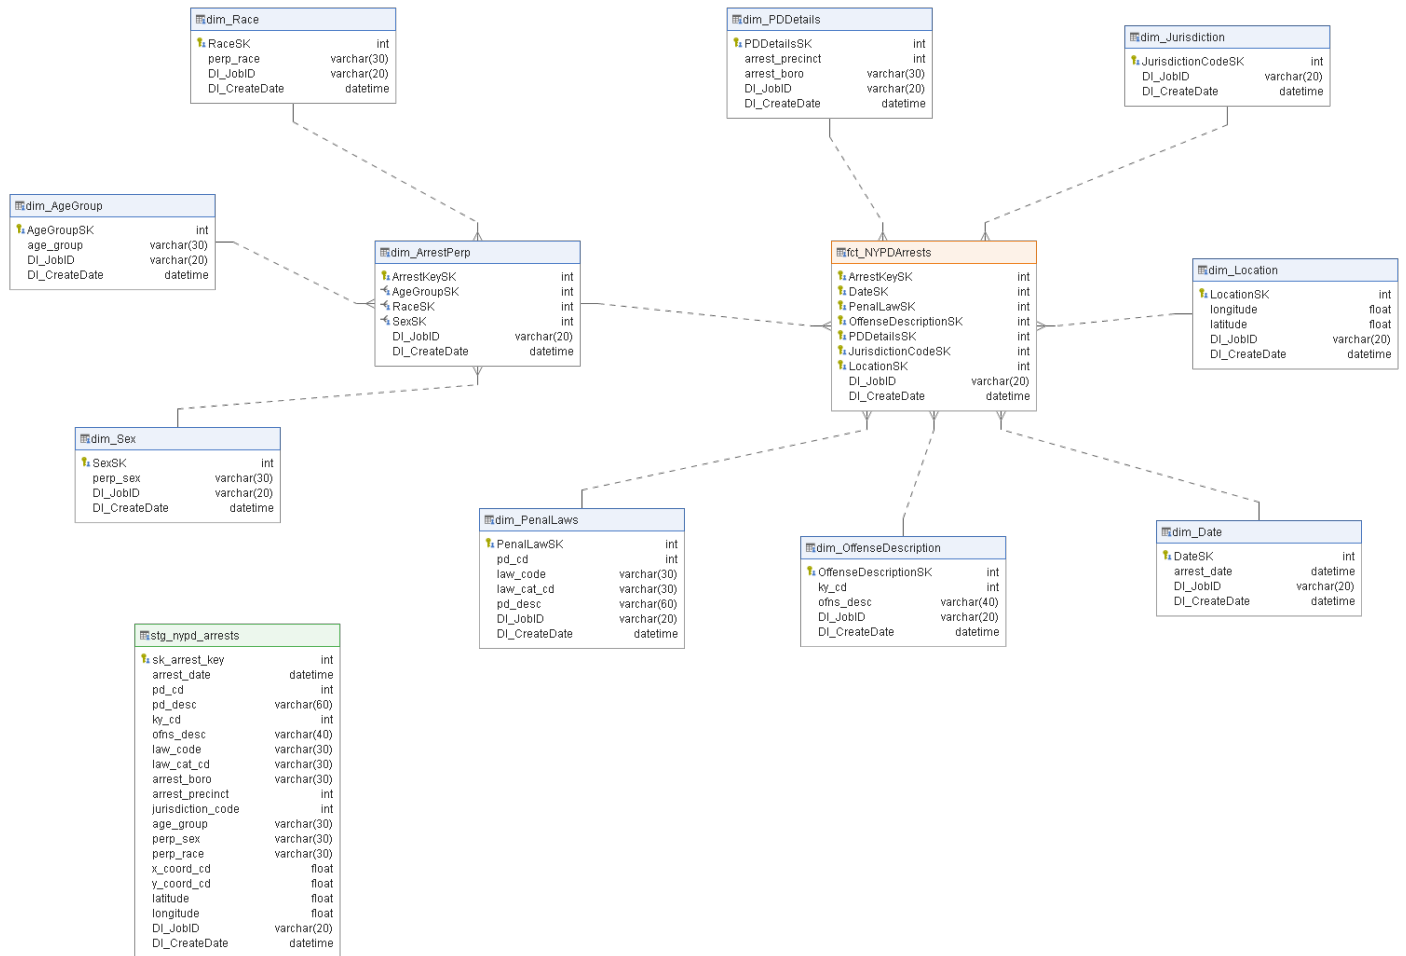 dim_Race
RaceSK int
perp_race varchar(30)
DI_JobID varchar(20)
DI_CreateDate datetime
dim_PDDetails
PDDetailsSK int
arrest_precinct int
arrest_boro varchar(30)
DI_JobID varchar(20)
DI_CreateDate datetime
dim_Jurisdiction
JurisdictionCodeSK int
DI_JobID varchar(20)
DI_CreateDate datetime
dim_AgeGroup
AgeGroupSK int
age_group varchar(30)
DI_JobID varchar(20)
DI_CreateDate datetime
dim_ArrestPerp
ArrestKeySK int
AgeGroupSK int
RaceSK int
SexSK int
DI_JobID varchar(20)
DI_CreateDate datetime
fct_NYPDArrests
ArrestKeySK int
DateSK int
PenalLawSK int
OffenseDescriptionSK int
PDDetailsSK int
JurisdictionCodeSK int
LocationSK int
DI_JobID varchar(20)
DI_CreateDate datetime
dim_Location
LocationSK int
longitude float
latitude float
DI_JobID varchar(20)
DI_CreateDate datetime
dim_Sex
SexSK int
perp_sex varchar(30)
DI_JobID varchar(20)
DI_CreateDate datetime
dim_PenalLaws
PenalLawSK int
pd_cd int
law_code varchar(30)
law_cat_cd varchar(30)
pd_desc varchar(60)
DI_JobID varchar(20)
DI_CreateDate datetime
dim_OffenseDescription
OffenseDescriptionSK int
ky_cd int
ofns_desc varchar(40)
DI_JobID varchar(20)
DI_CreateDate datetime
dim_Date
DateSK int
arrest_date datetime
DI_JobID varchar(20)
DI_CreateDate datetime
stg_nypd_arrests
sk_arrest_key int
arrest_date datetime
pd_cd int
pd_desc varchar(60)
ky_cd int
ofns_desc varchar(40)
law_code varchar(30)
law_cat_cd varchar(30)
arrest_boro varchar(30)
arrest_precinct int
jurisdiction_code int
age_group varchar(30)
perp_sex varchar(30)
perp_race varchar(30)
x_coord_cd float
y_coord_cd float
latitude float
longitude float
DI_JobID varchar(20)
DI_CreateDate datetime